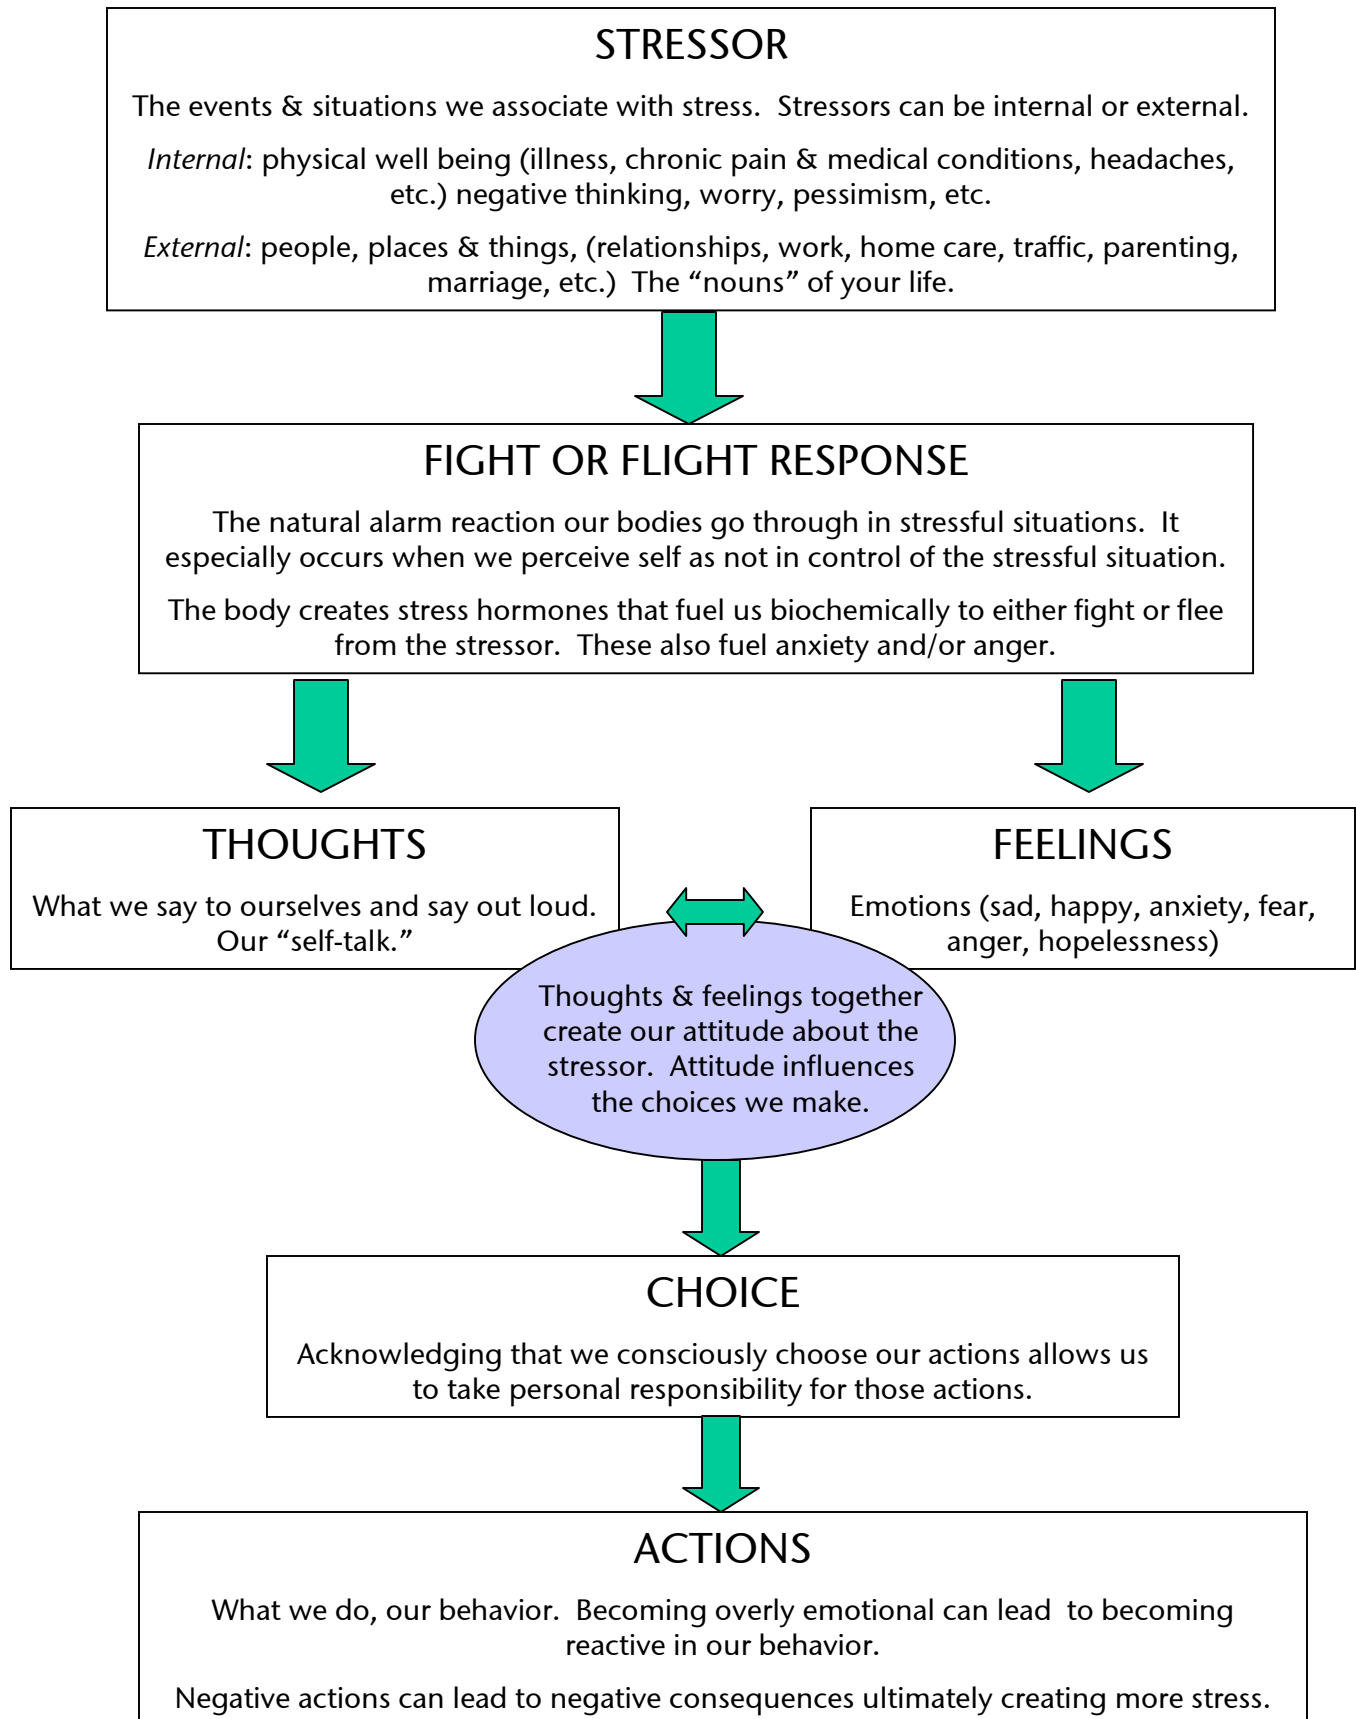 STRESSOR
The events & situations we associate with stress.  Stressors can be internal or external.
Internal: physical well being (illness, chronic pain & medical conditions, headaches,
etc.) negative thinking, worry, pessimism, etc.
External: people, places & things, (relationships, work, home care, traffic, parenting,
marriage, etc.)  The “nouns” of your life.
FIGHT OR FLIGHT RESPONSE
The natural alarm reaction our bodies go through in stressful situations.  It
especially occurs when we perceive self as not in control of the stressful situation.
The body creates stress hormones that fuel us biochemically to either fight or flee
from the stressor.  These also fuel anxiety and/or anger.
THOUGHTS
What we say to ourselves and say out loud.
Our “self-talk.”
FEELINGS
Emotions (sad, happy, anxiety, fear,
anger, hopelessness)
Thoughts & feelings together
create our attitude about the
stressor.  Attitude influences
the choices we make.
CHOICE
Acknowledging that we consciously choose our actions allows us
to take personal responsibility for those actions.
ACTIONS
What we do, our behavior.  Becoming overly emotional can lead  to becoming
reactive in our behavior.
Negative actions can lead to negative consequences ultimately creating more stress.